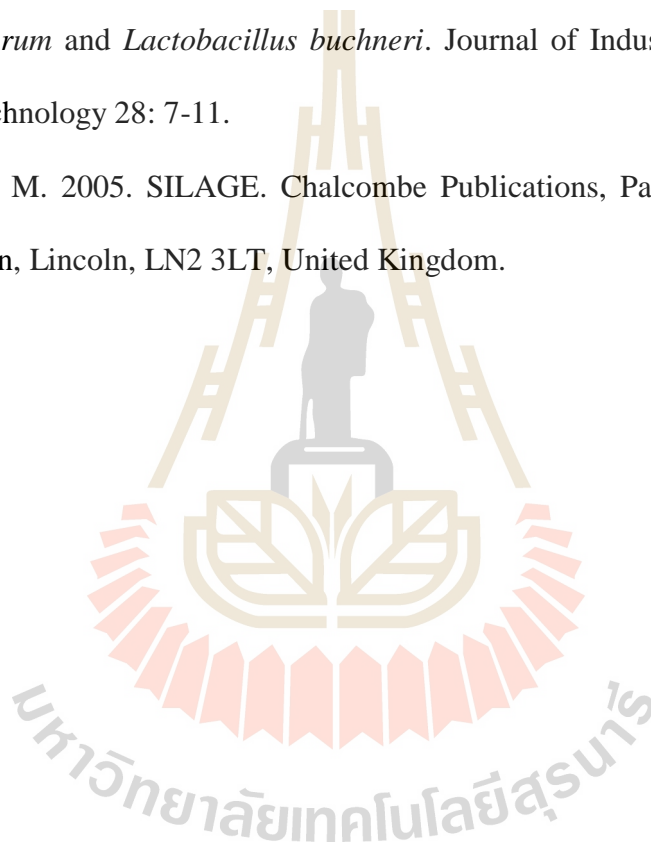 rum and Lactobacillus buchneri. Journal of Indus
chnology 28: 7-11.
M. 2005. SILAGE. Chalcombe Publications, Pa
n, Lincoln, LN2 3LT, United Kingdom.
มหาวิทยาลัยเทคโนโลยีสุรนารี